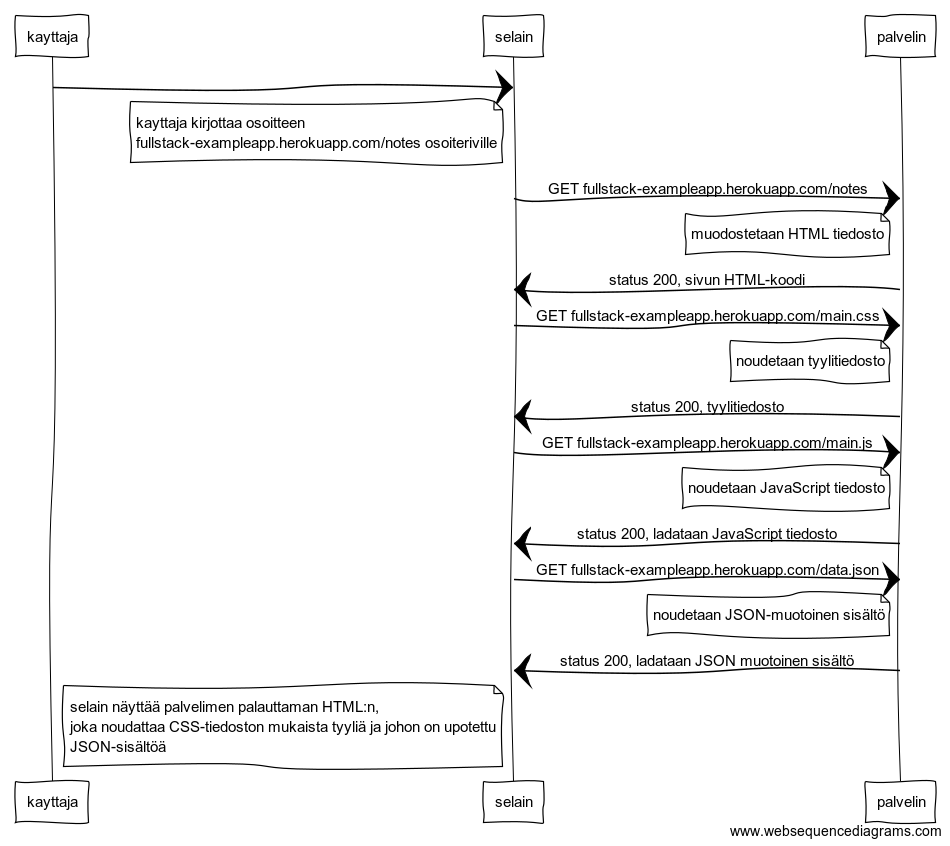 kayttaja
selain
palvelin
kayttaja kirjottaa osoitteen
fullstack-exampleapp.herokuapp.com/notes osoiteriville
GET fullstack-exampleapp.herokuapp.com/notes
muodostetaan HTML tiedosto
status 200, sivun HTML-koodi
GET fullstack-exampleapp.herokuapp.com/main.css
noudetaan tyylitiedosto
status 200, tyylitiedosto
GET fullstack-exampleapp.herokuapp.com/main.js
noudetaan JavaScript tiedosto
status 200, ladataan JavaScript tiedosto
GET fullstack-exampleapp.herokuapp.com/data.json
noudetaan JSON-muotoinen sisältö
status 200, ladataan JSON muotoinen sisältö
selain näyttää palvelimen palauttaman HTML:n,
joka noudattaa CSS-tiedoston mukaista tyyliä ja johon on upotettu
JSON-sisältöä
kayttaja
selain
palvelin
www.websequencediagrams.com